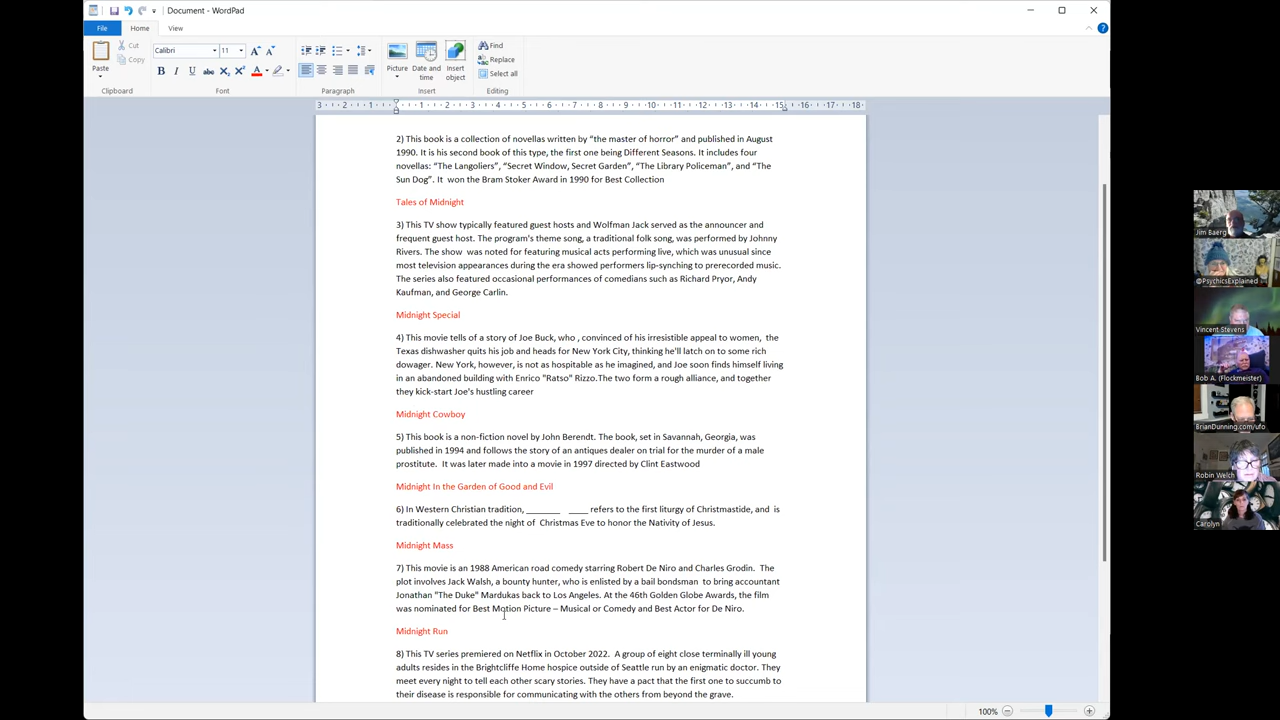 Document - WordPad
File
Home
View
Paste
Cut
Copy
Clipboard
Calibri
11
Font
Paragraph
Picture
Date and time
Insert object
Insert
Find
Replace
Select all
Editing
3 2 1 1 2 3 4 5 6 7 8 9 10 11 12 13 14 15 16 17 18
2) This book is a collection of novellas written by “the master of horror” and published in August
1990. It is his second book of this type, the first one being Different Seasons. It includes four
novellas: “The Langoliers”, “Secret Window, Secret Garden”, “The Library Policeman”, and “The
Sun Dog”. It won the Bram Stoker Award in 1990 for Best Collection
Tales of Midnight
3) This TV show typically featured guest hosts and Wolfman Jack served as the announcer and
frequent guest host. The program's theme song, a traditional folk song, was performed by Johnny
Rivers. The show was noted for featuring musical acts performing live, which was unusual since
most television appearances during the era showed performers lip-synching to prerecorded music.
The series also featured occasional performances of comedians such as Richard Pryor, Andy
Kaufman, and George Carlin.
Midnight Special
4) This movie tells of a story of Joe Buck, who , convinced of his irresistible appeal to women, the
Texas dishwasher quits his job and heads for New York City, thinking he'll latch on to some rich
dowager. New York, however, is not as hospitable as he imagined, and Joe soon finds himself living
in an abandoned building with Enrico "Ratso" Rizzo.The two form a rough alliance, and together
they kick-start Joe's hustling career
Midnight Cowboy
5) This book is a non-fiction novel by John Berendt. The book, set in Savannah, Georgia, was
published in 1994 and follows the story of an antiques dealer on trial for the murder of a male
prostitute. It was later made into a movie in 1997 directed by Clint Eastwood
Midnight In the Garden of Good and Evil
6) In Western Christian tradition, _______ ____ refers to the first liturgy of Christmastide, and is
traditionally celebrated the night of Christmas Eve to honor the Nativity of Jesus.
Midnight Mass
7) This movie is an 1988 American road comedy starring Robert De Niro and Charles Grodin. The
plot involves Jack Walsh, a bounty hunter, who is enlisted by a bail bondsman to bring accountant
Jonathan "The Duke" Mardukas back to Los Angeles. At the 46th Golden Globe Awards, the film
was nominated for Best Motion Picture – Musical or Comedy and Best Actor for De Niro.
Midnight Run
8) This TV series premiered on Netflix in October 2022. A group of eight close terminally ill young
adults resides in the Brightcliffe Home hospice outside of Seattle run by an enigmatic doctor. They
meet every night to tell each other scary stories. They have a pact that the first one to succumb to
their disease is responsible for communicating with the others from beyond the grave.
100%
Jim Baerg
@PsychicsExplained
Vincent Stevens
Bob A. (Flockmeister)
BrianDunning.com/ufo
Robin Welch
Carolyn